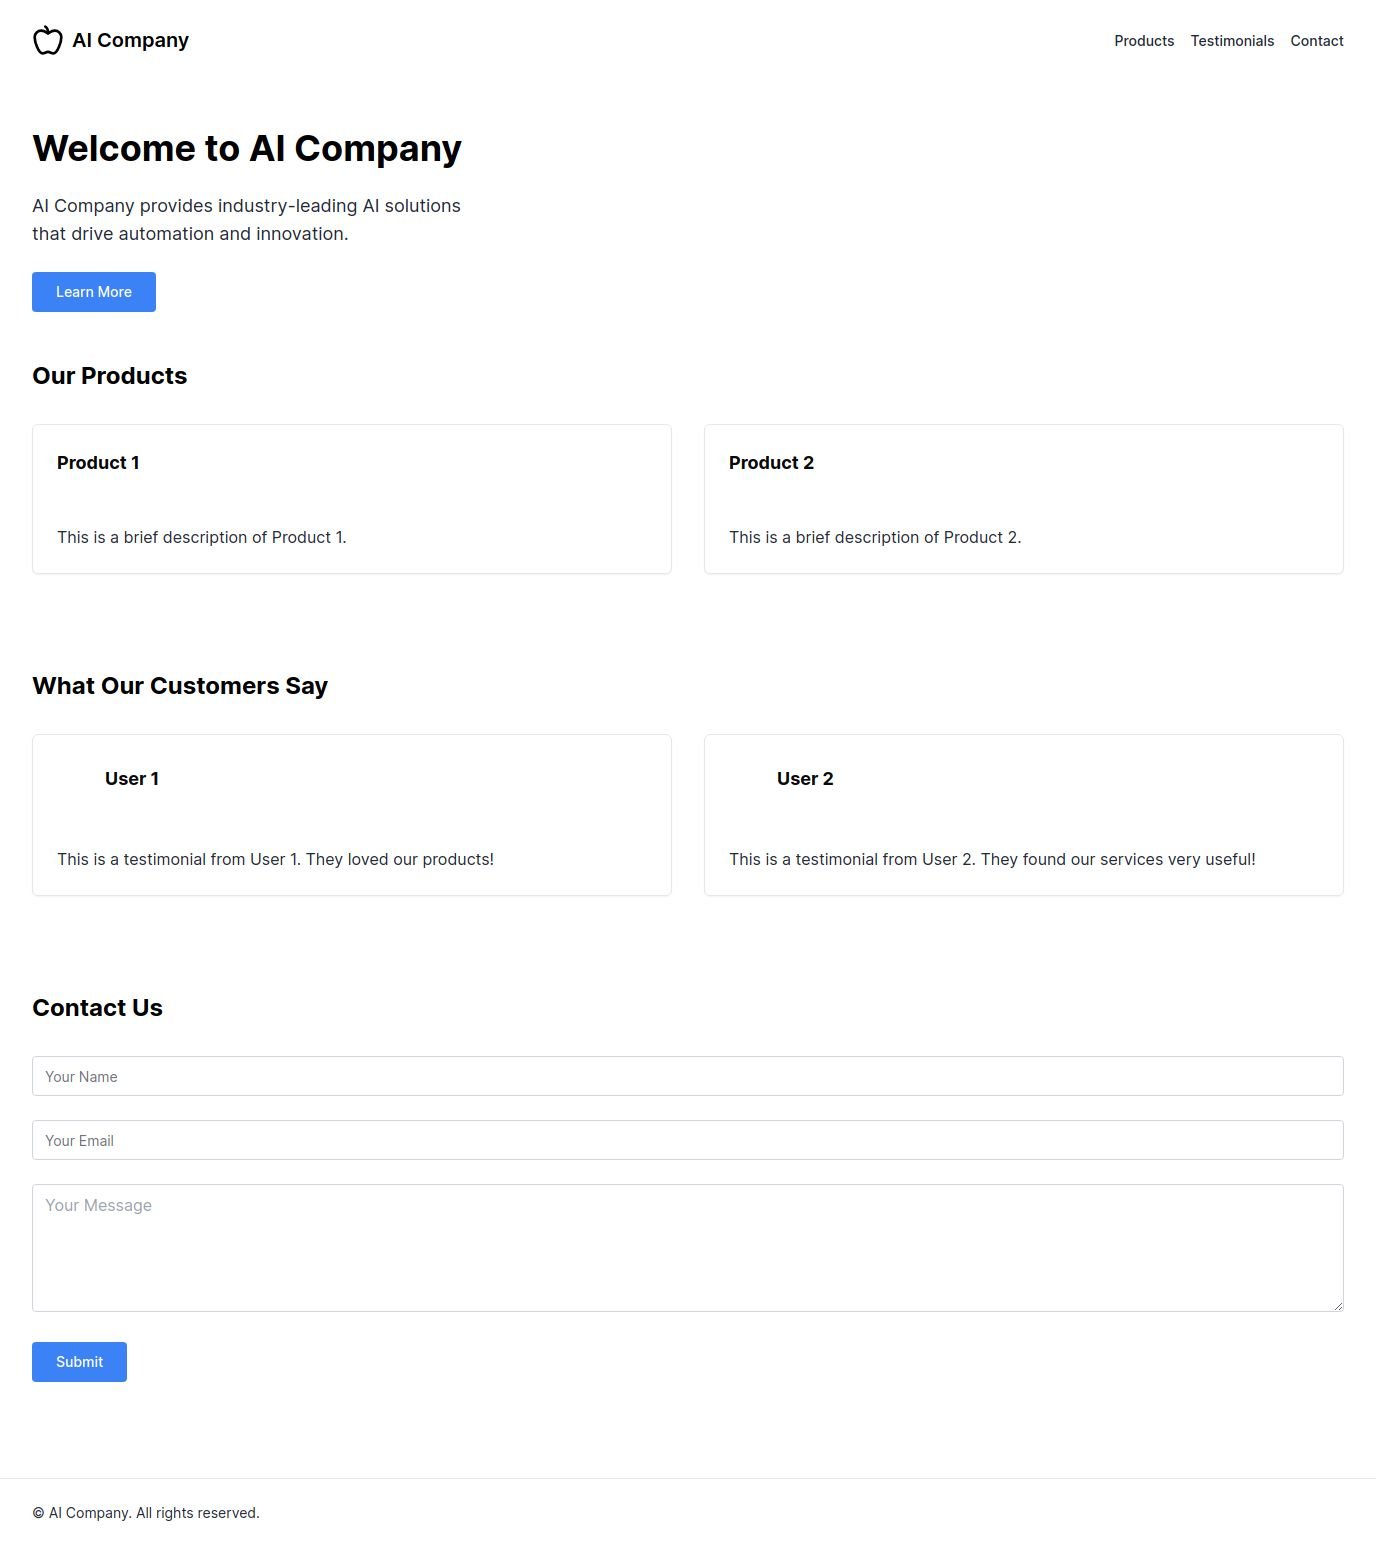 AI Company
Products Testimonials Contact
Welcome to AI Company
AI Company provides industry-leading AI solutions
that drive automation and innovation.
Learn More
Our Products
Product 1
This is a brief description of Product 1.
Product 2
This is a brief description of Product 2.
What Our Customers Say
User 1
This is a testimonial from User 1. They loved our products!
User 2
This is a testimonial from User 2. They found our services very useful!
Contact Us
Your Name
Your Email
Your Message
Submit
© AI Company. All rights reserved.